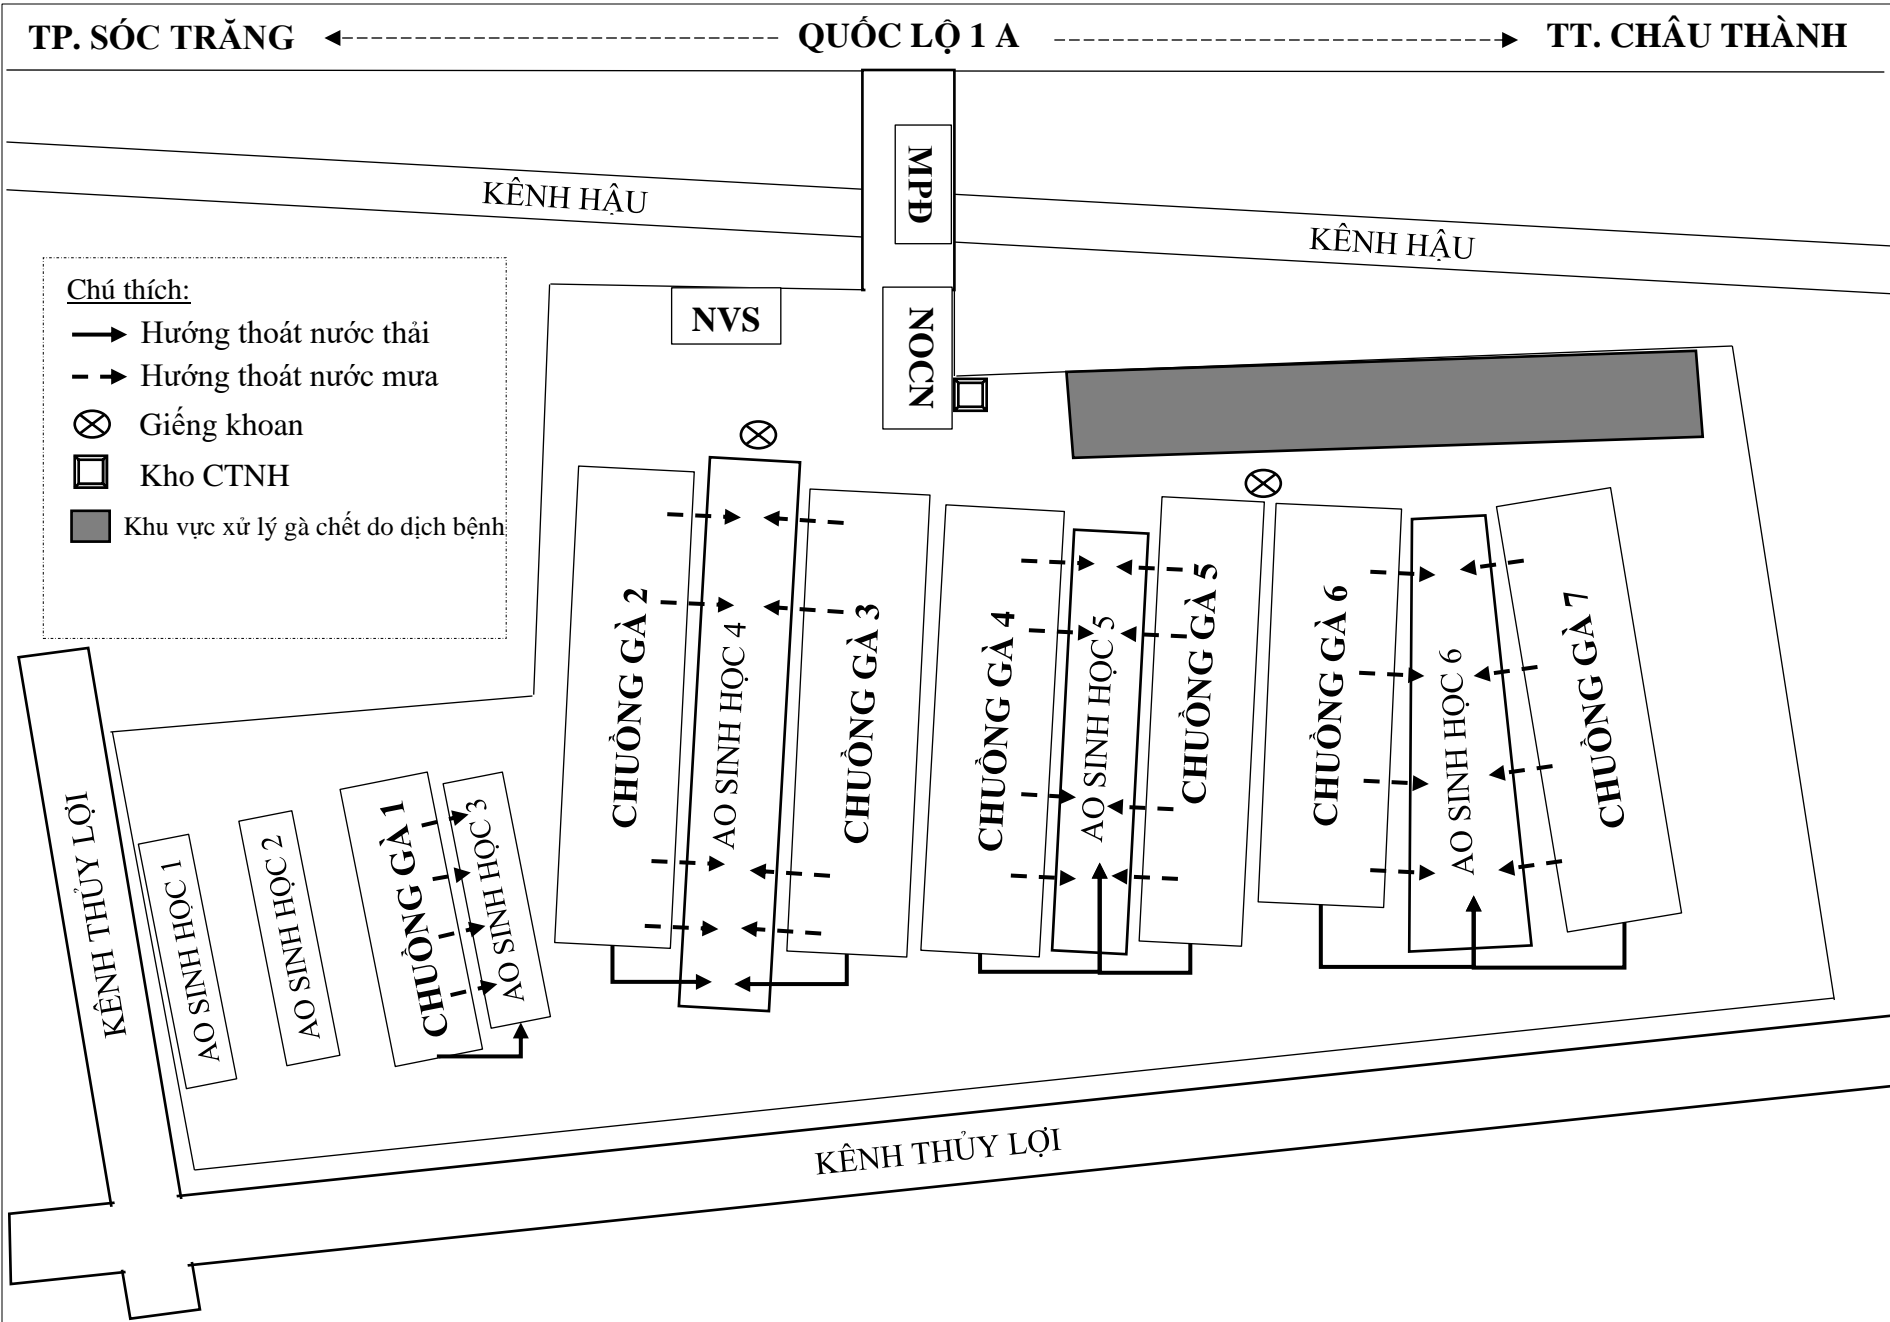 TP. SÓC TRĂNG
QUỐC LỘ 1 A
TT. CHÂU THÀNH
MPĐ
KÊNH HẬU
KÊNH HẬU
Chú thích:
Hướng thoát nước thải
Hướng thoát nước mưa
Giếng khoan
Kho CTNH
Khu vực xử lý gà chết do dịch bệnh
NVS
NOCN
KÊNH THỦY LỢI
AO SINH HỌC 1
AO SINH HỌC 2
CHUỒNG GÀ 1
AO SINH HỌC 3
CHUỒNG GÀ 2
AO SINH HỌC 4
CHUỒNG GÀ 3
CHUỒNG GÀ 4
AO SINH HỌC 5
CHUỒNG GÀ 5
CHUỒNG GÀ 6
AO SINH HỌC 6
CHUỒNG GÀ 7
KÊNH THỦY LỢI